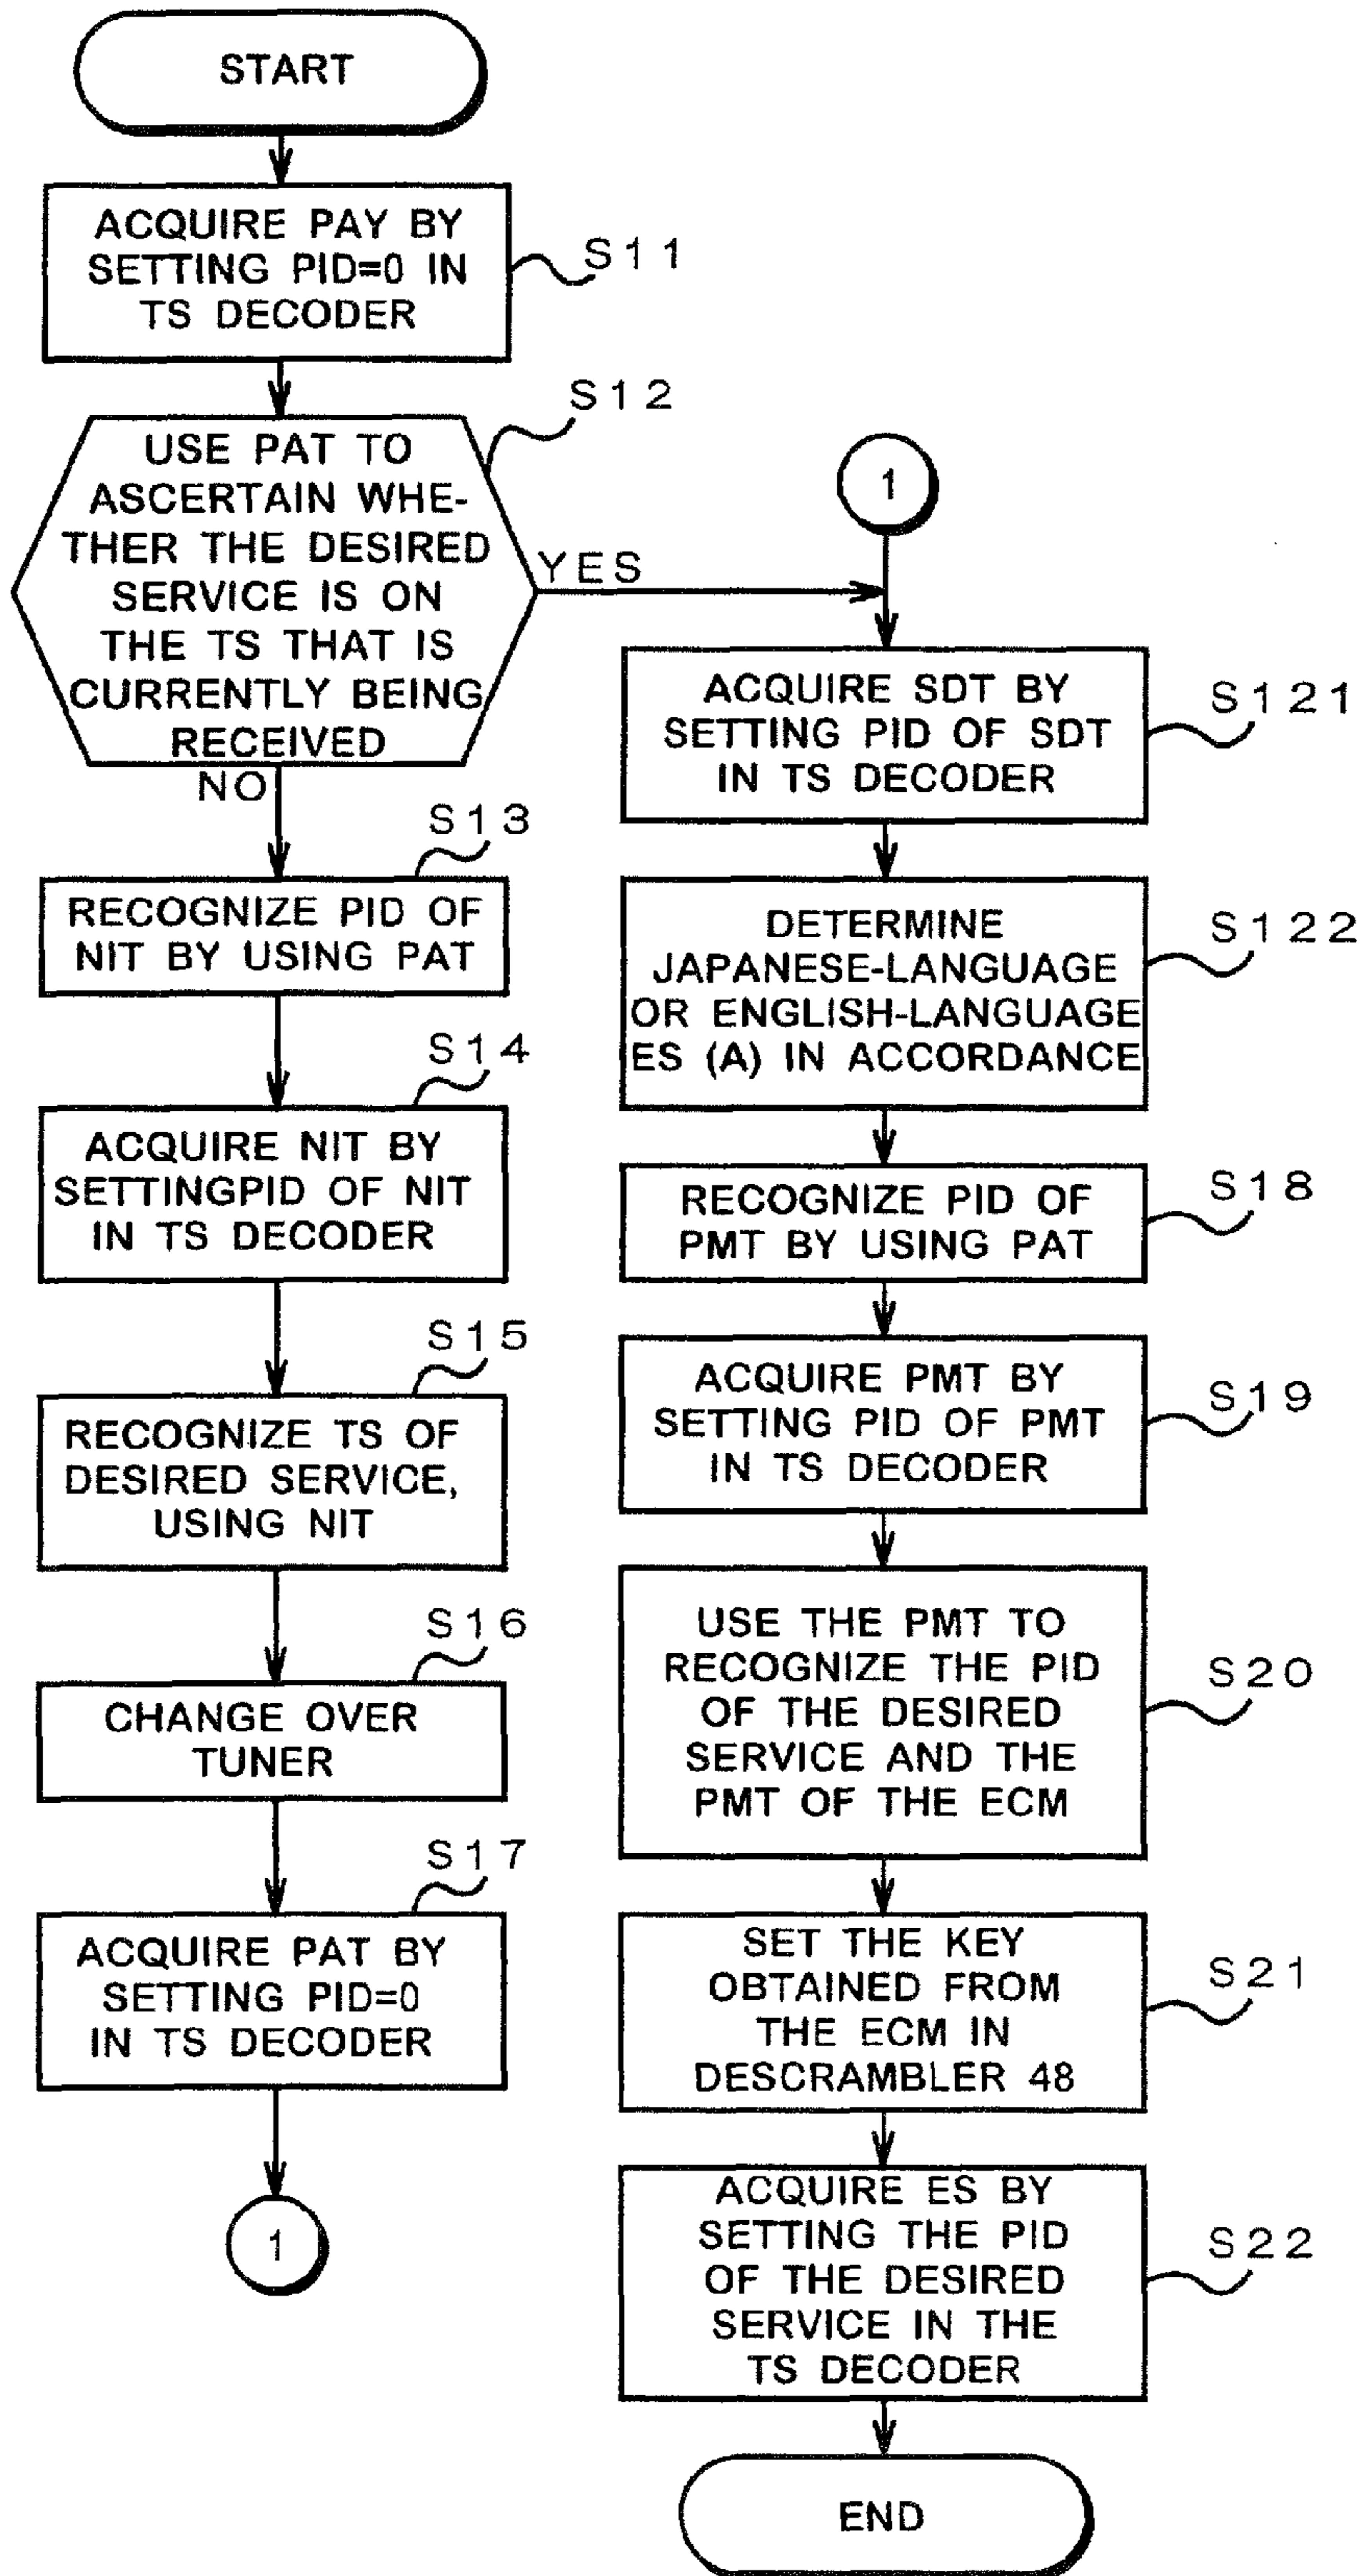 START
ACQUIRE PAY BY
SETTING PID=0 IN
TS DECODER
S11
USE PAT TO
ASCERTAIN WHE-
THER THE DESIRED
SERVICE IS ON
THE TS THAT IS
CURRENTLY BEING
RECEIVED
S12
YES
NO
RECOGNIZE PID OF
NIT BY USING PAT
S13
ACQUIRE NIT BY
SETTINGPID OF NIT
IN TS DECODER
S14
RECOGNIZE TS OF
DESIRED SERVICE,
USING NIT
S15
CHANGE OVER
TUNER
S16
ACQUIRE PAT BY
SETTING PID=0
IN TS DECODER
S17
1
1
ACQUIRE SDT BY
SETTING PID OF SDT
IN TS DECODER
S121
DETERMINE
JAPANESE-LANGUAGE
OR ENGLISH-LANGUAGE
ES (A) IN ACCORDANCE
S122
RECOGNIZE PID OF
PMT BY USING PAT
S18
ACQUIRE PMT BY
SETTING PID OF PMT
IN TS DECODER
S19
USE THE PMT TO
RECOGNIZE THE PID
OF THE DESIRED
SERVICE AND THE
PMT OF THE ECM
S20
SET THE KEY
OBTAINED FROM
THE ECM IN
DESCRAMBLER 48
S21
ACQUIRE ES BY
SETTING THE PID
OF THE DESIRED
SERVICE IN THE
TS DECODER
S22
END